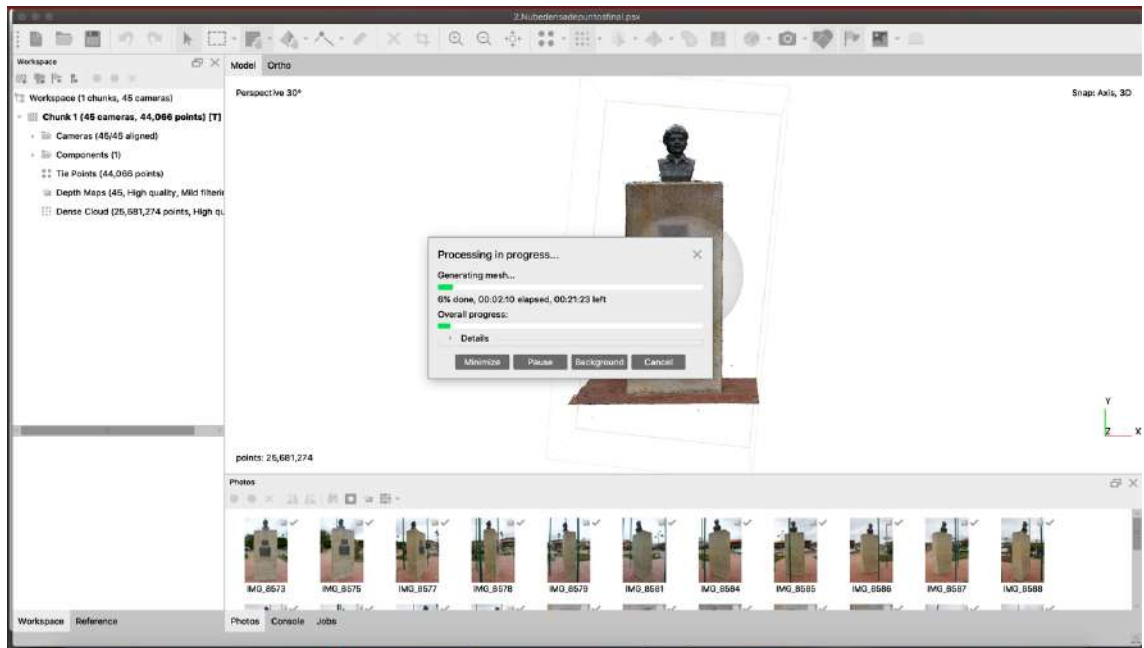 2.Nubedensadepuntosfinal.psx
Workspace
Model Ortho
Workspace (1 chunks, 45 cameras)
Chunk 1 (45 cameras, 44,066 points) [T]
Cameras (45/45 aligned)
Components (1)
Tie Points (44,066 points)
Depth Maps (45, High quality, Mild filterin
Dense Cloud (25,681,274 points, High qu
Perspective 30°
Snap: Axis, 3D
Processing in progress...
Generating mesh...
6% done, 00:02:10 elapsed, 00:21:23 left
Overall progress:
Details
Minimize Pause Background Cancel
Y
Z X
points: 25,681,274
Photos
IMG_8573 IMG_8575 IMG_8577 IMG_8578 IMG_8579 IMG_8581 IMG_8584 IMG_8585 IMG_8586 IMG_8587 IMG_8588
Workspace Reference
Photos Console Jobs